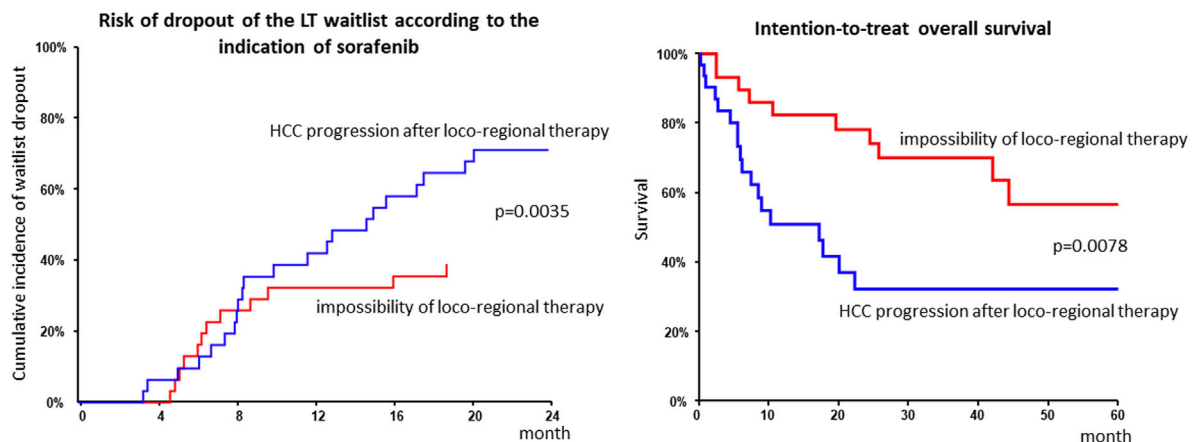 Risk of dropout of the LT waitlist according to the
indication of sorafenib
Cumulative incidence of waitlist dropout
100%
80%
60%
40%
20%
0%
HCC progression after loco-regional therapy
p=0.0035
impossibility of loco-regional therapy
0 4 8 12 16 20 24
month
Intention-to-treat overall survival
Survival
100%
80%
60%
40%
20%
0%
impossibility of loco-regional therapy
p=0.0078
HCC progression after loco-regional therapy
0 10 20 30 40 50 60
month